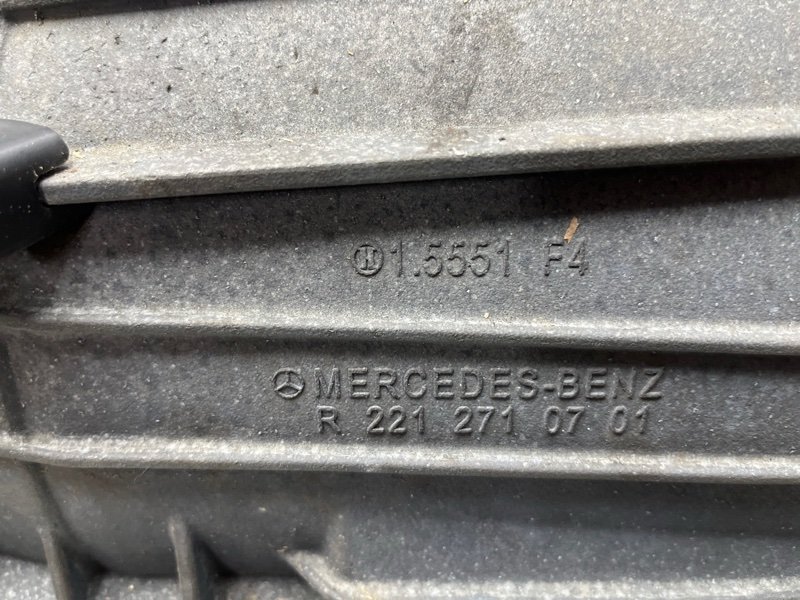 H 1.5551 F4
MERCEDES-BENZ
R 221 271 07 01